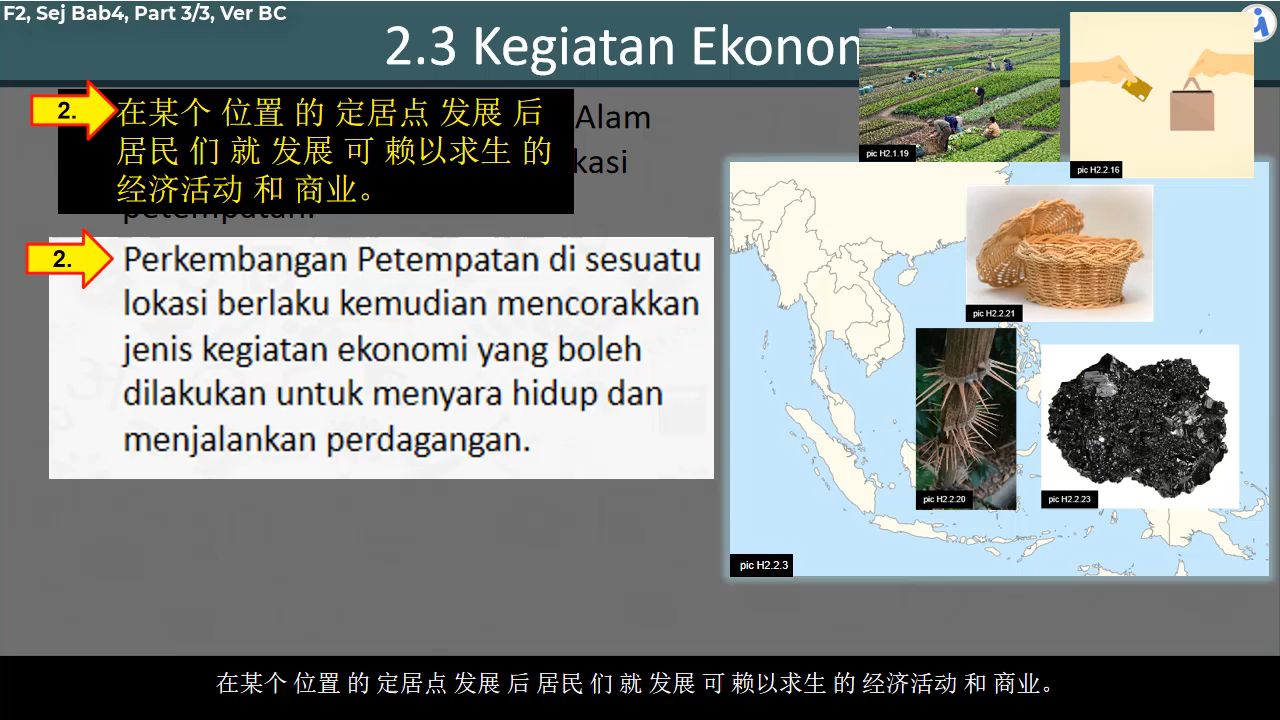 F2, Sej Bab4, Part 3/3, Ver BC
2.3 Kegiatan Ekonom
2.
在某个 位置 的 定居点 发展 后
居民 们 就 发展 可 赖以求生 的
经济活动 和 商业。
Alam
kasi
petempatan.
2.
Perkembangan Petempatan di sesuatu
lokasi berlaku kemudian mencorakkan
jenis kegiatan ekonomi yang boleh
dilakukan untuk menyara hidup dan
menjalankan perdagangan.
pic H2.1.19
pic H2.2.16
pic H2.2.21
pic H2.2.20
pic H2.2.23
pic H2.2.3
在某个 位置 的 定居点 发展 后 居民 们 就 发展 可 赖以求生 的 经济活动 和 商业。